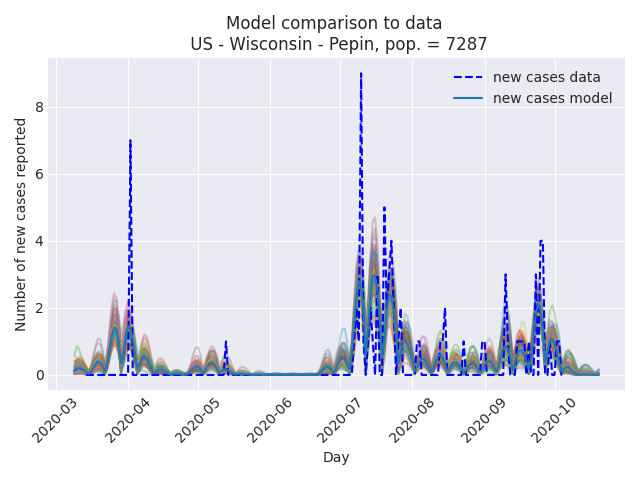 Model comparison to data
US - Wisconsin - Pepin, pop. = 7287
new cases data
new cases model
Number of new cases reported
8
6
4
2
0
2020-03
2020-04
2020-05
2020-06
2020-07
2020-08
2020-09
2020-10
Day